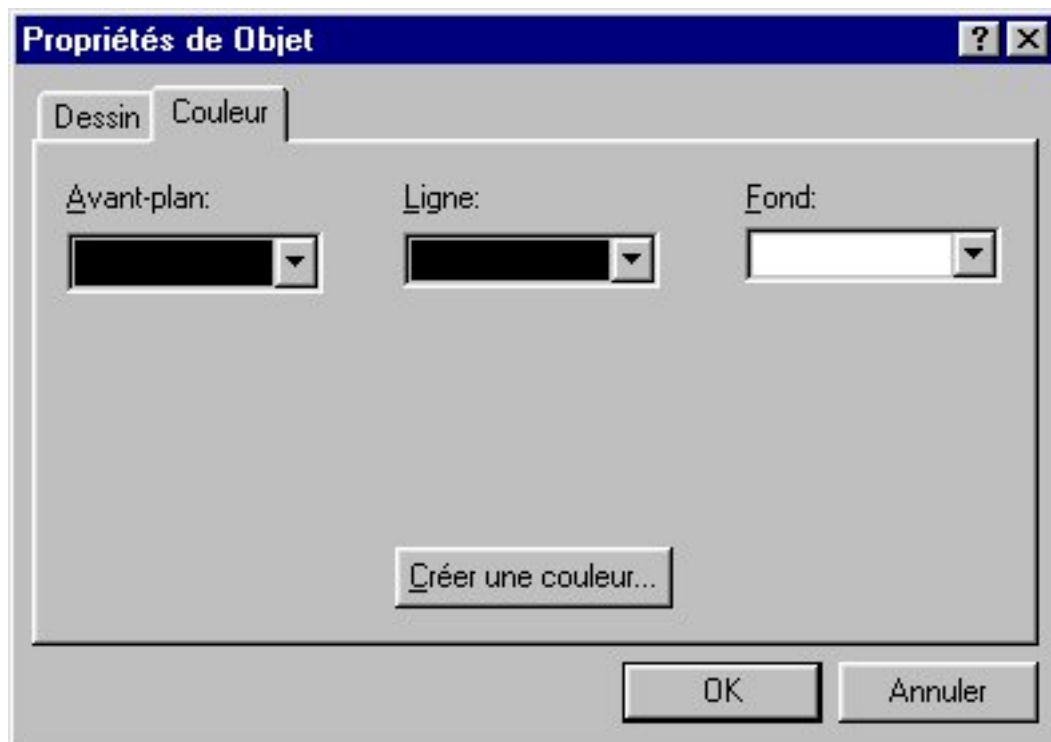 Propriétés de Objet
Dessin Couleur
Avant-plan: Ligne: Fond:
Créer une couleur...
OK Annuler